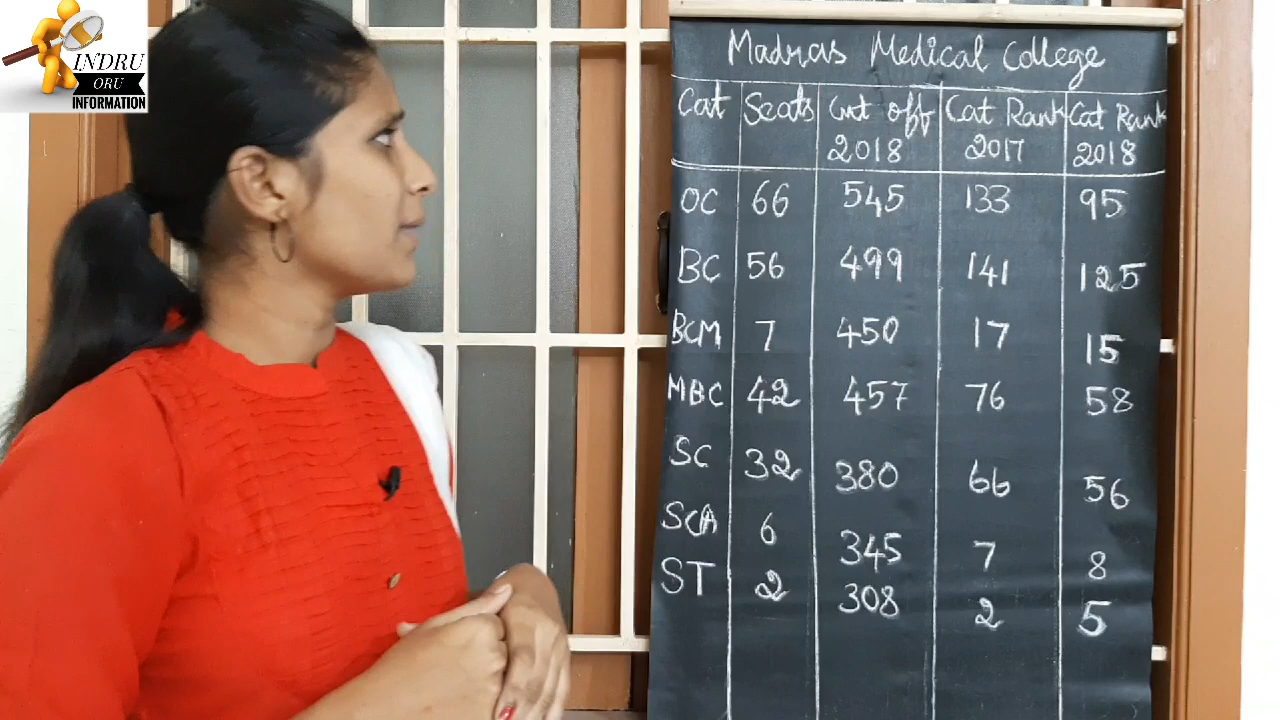 INDRU
ORU
INFORMATION
Madras Medical College
Cat Seats Cut off 2018 Cat Rank 2017 Cat Rank 2018
OC 66 545 133 95
BC 56 499 141 125
BCM 7 450 17 15
MBC 42 457 76 58
SC 32 380 66 56
SCA 6 345 7 8
ST 2 308 2 5